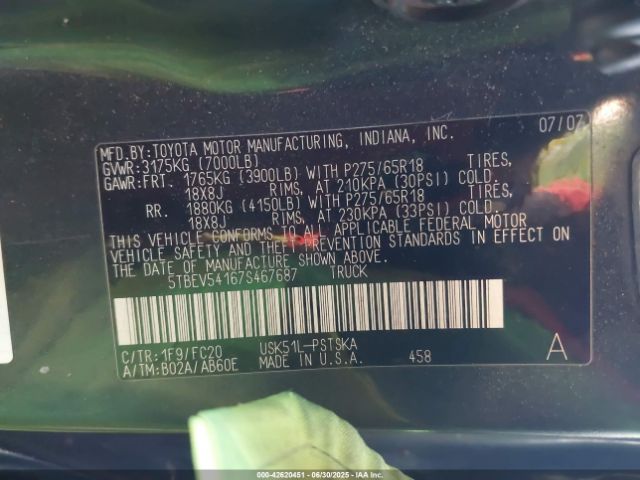 MFD.BY:TOYOTA MOTOR MANUFACTURING, INDIANA, INC. 07/07
GVWR:3175KG (7000LB)
GAWR:FRT. 1765KG (3900LB) WITH P275/65R18 TIRES,
18X8J RIMS, AT 210KPA (30PSI) COLD,
RR. 1880KG (4150LB) WITH P275/65R18 TIRES,
18X8J RIMS, AT 230KPA (33PSI) COLD.
THIS VEHICLE CONFORMS TO ALL APPLICABLE FEDERAL MOTOR
VEHICLE SAFETY AND THEFT PREVENTION STANDARDS IN EFFECT ON
THE DATE OF MANUFACTURE SHOWN ABOVE.
5TBEV54167S467687 TRUCK
C/TR:1F9/FC20 USK51L-PSTSKA
A/TM:B02A/AB60E MADE IN U.S.A. 458 A
000-42620451 - 06/30/2025 - IAAI.COM